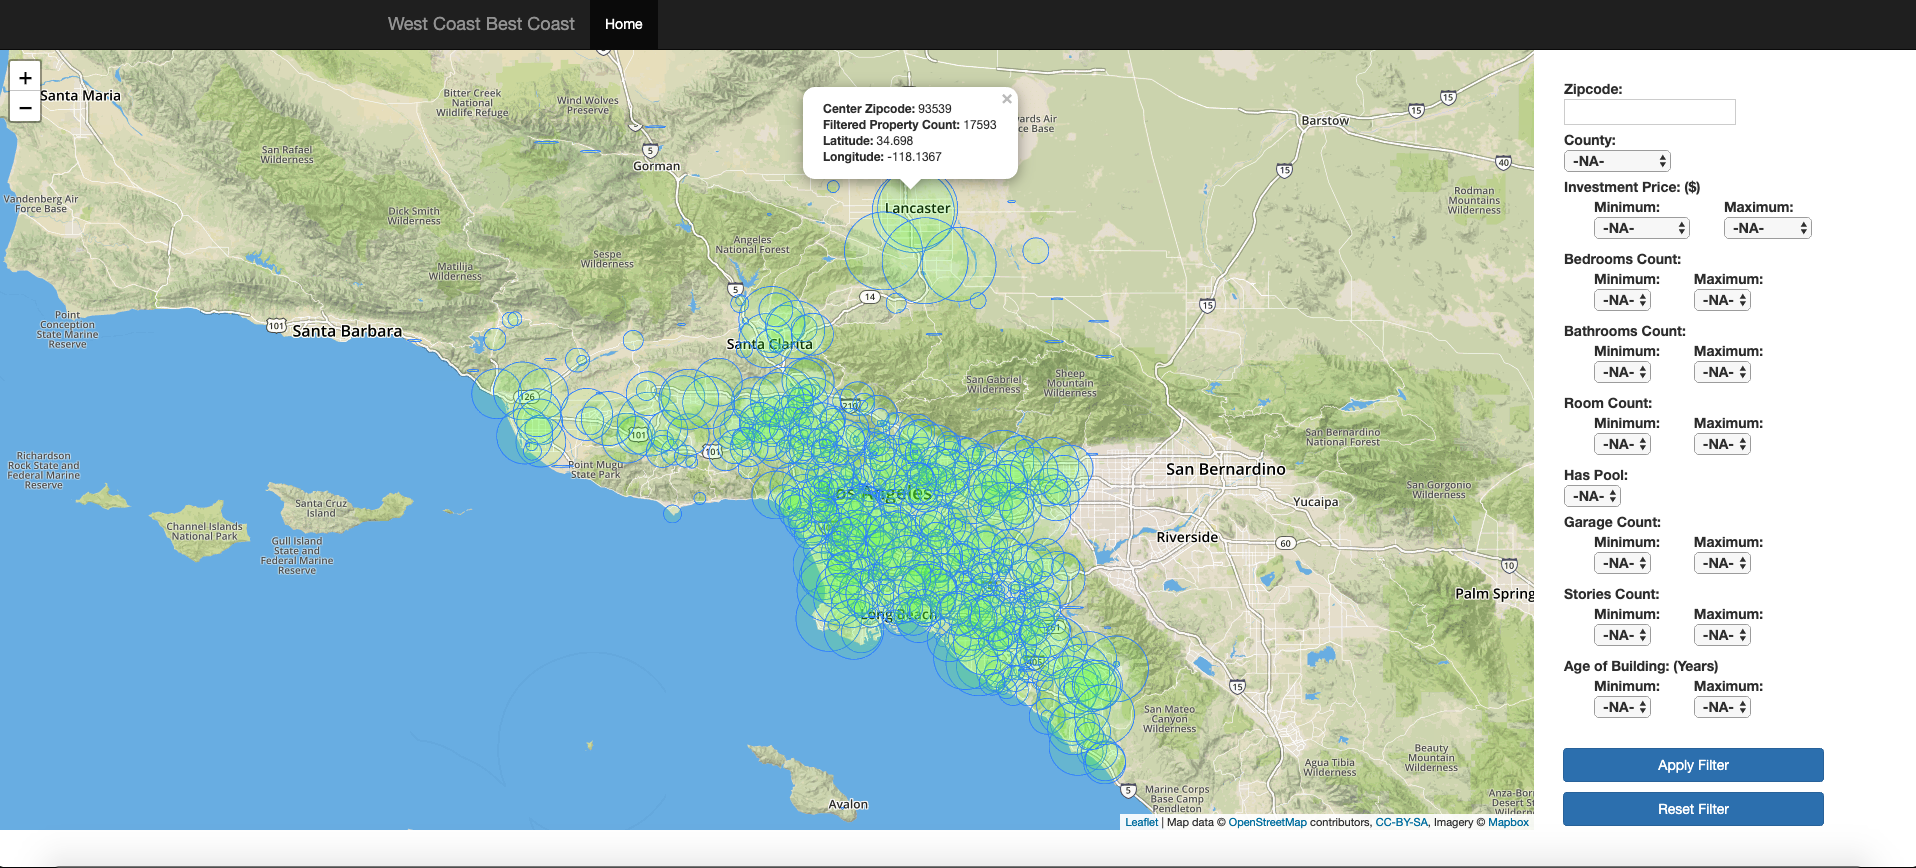 West Coast Best Coast
Home
+
−
Santa Maria
Bitter Creek
National
Wildlife Refuge
Wind Wolves
Preserve
×
Center Zipcode: 93539
Filtered Property Count: 17593
Latitude: 34.698
Longitude: -118.1367
ards Air
ce Base
15
15
Barstow
San Rafael
Wilderness
5
Gorman
15
40
Vandenberg Air
Force Base
Dick Smith
Wilderness
Lancaster
Rodman
Mountains
Wilderness
Angeles
National Forest
Sespe
Wilderness
Matilija
Wilderness
5
14
15
Point
Conception
State Marine
Reserve
101
Santa Barbara
Santa Clarita
San Gabriel
Wilderness
Sheep
Mountain
Wilderness
126
210
101
101
San Bernardino
National Forest
Richardson
Rock State and
Federal Marine
Reserve
Point Mugu
State Park
San Bernardino
Los Angeles
San Gorgonio
Wilderness
Santa Cruz
Island
Yucaipa
Channel Islands
National Park
Gull Island
State and
Federal Marine
Reserve
Riverside
60
10
Palm Spring
Long Beach
15
San Mateo
Canyon
Wilderness
Agua Tibia
Wilderness
Beauty
Mountain
Wilderness
5
Marine Corps
Base Camp
Pendleton
Anza-Bor
Desert St
Wildern
Avalon
Leaflet | Map data © OpenStreetMap contributors, CC-BY-SA, Imagery © Mapbox
Zipcode:
County:
-NA-
Investment Price: ($)
Minimum: Maximum:
-NA- -NA-
Bedrooms Count:
Minimum: Maximum:
-NA- -NA-
Bathrooms Count:
Minimum: Maximum:
-NA- -NA-
Room Count:
Minimum: Maximum:
-NA- -NA-
Has Pool:
-NA-
Garage Count:
Minimum: Maximum:
-NA- -NA-
Stories Count:
Minimum: Maximum:
-NA- -NA-
Age of Building: (Years)
Minimum: Maximum:
-NA- -NA-
Apply Filter
Reset Filter